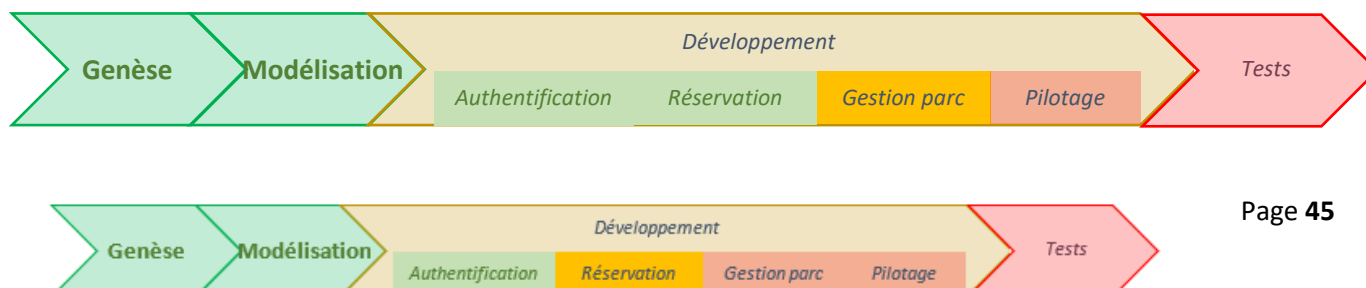 Développement
Genèse Modélisation Tests
Authentification Réservation Gestion parc Pilotage
Page 45
Développement
Genèse Modélisation Tests
Authentification Réservation Gestion parc Pilotage